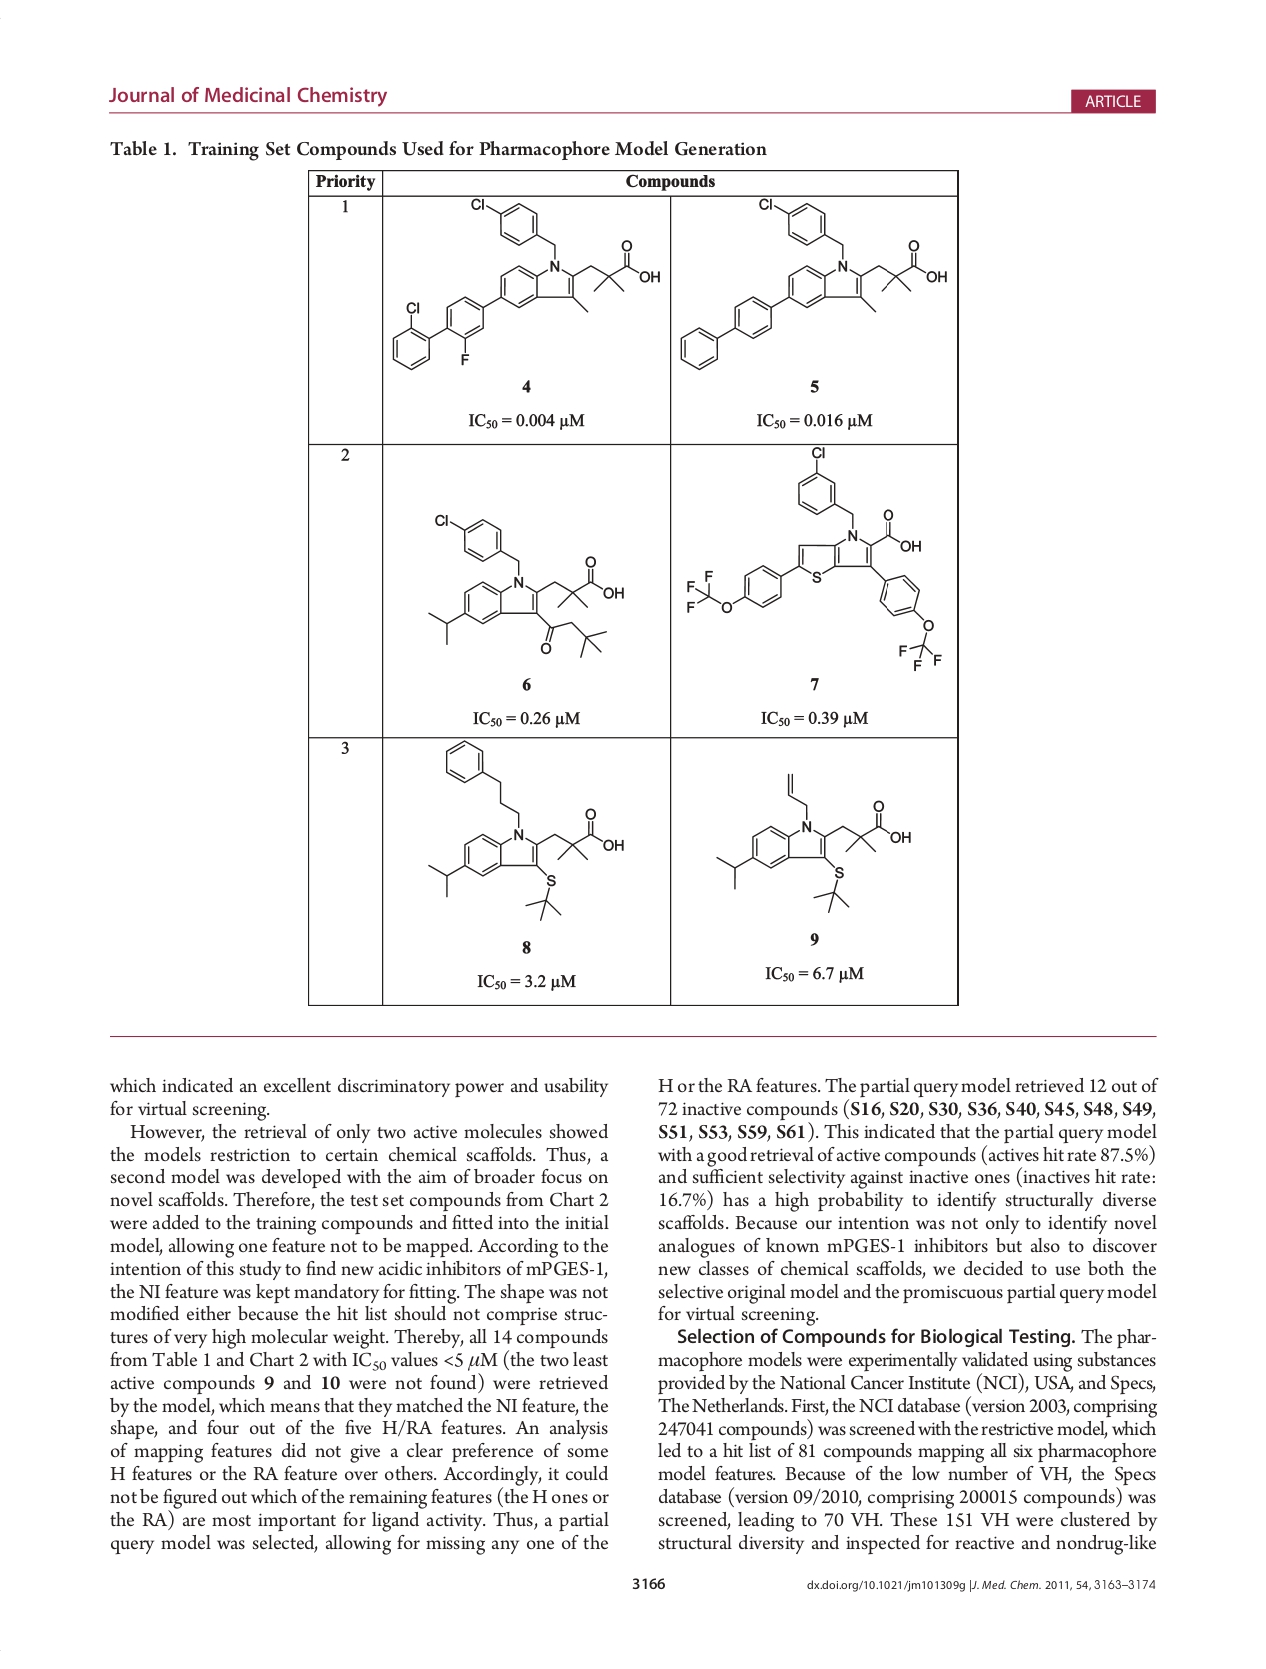 Journal of Medicinal Chemistry
ARTICLE
Table 1. Training Set Compounds Used for Pharmacophore Model Generation
Priority Compounds
1
Cl
N
O
OH
Cl
F
4
IC50 = 0.004 μM
Cl
N
O
OH
5
IC50 = 0.016 μM
2
Cl
N
O
OH
O
6
IC50 = 0.26 μM
Cl
N
O
OH
S
F
F
F
O
O
F
F
F
7
IC50 = 0.39 μM
3
N
O
OH
S
8
IC50 = 3.2 μM
N
O
OH
S
9
IC50 = 6.7 μM
which indicated an excellent discriminatory power and usability
for virtual screening.
However, the retrieval of only two active molecules showed
the models restriction to certain chemical scaffolds. Thus, a
second model was developed with the aim of broader focus on
novel scaffolds. Therefore, the test set compounds from Chart 2
were added to the training compounds and fitted into the initial
model, allowing one feature not to be mapped. According to the
intention of this study to find new acidic inhibitors of mPGES-1,
the NI feature was kept mandatory for fitting. The shape was not
modified either because the hit list should not comprise struc-
tures of very high molecular weight. Thereby, all 14 compounds
from Table 1 and Chart 2 with IC50 values <5 μM (the two least
active compounds 9 and 10 were not found) were retrieved
by the model, which means that they matched the NI feature, the
shape, and four out of the five H/RA features. An analysis
of mapping features did not give a clear preference of some
H features or the RA feature over others. Accordingly, it could
not be figured out which of the remaining features (the H ones or
the RA) are most important for ligand activity. Thus, a partial
query model was selected, allowing for missing any one of the
H or the RA features. The partial query model retrieved 12 out of
72 inactive compounds (S16, S20, S30, S36, S40, S45, S48, S49,
S51, S53, S59, S61). This indicated that the partial query model
with a good retrieval of active compounds (actives hit rate 87.5%)
and sufficient selectivity against inactive ones (inactives hit rate:
16.7%) has a high probability to identify structurally diverse
scaffolds. Because our intention was not only to identify novel
analogues of known mPGES-1 inhibitors but also to discover
new classes of chemical scaffolds, we decided to use both the
selective original model and the promiscuous partial query model
for virtual screening.
Selection of Compounds for Biological Testing. The phar-
macophore models were experimentally validated using substances
provided by the National Cancer Institute (NCI), USA, and Specs,
The Netherlands. First, the NCI database (version 2003, comprising
247041 compounds) was screened with the restrictive model, which
led to a hit list of 81 compounds mapping all six pharmacophore
model features. Because of the low number of VH, the Specs
database (version 09/2010, comprising 200015 compounds) was
screened, leading to 70 VH. These 151 VH were clustered by
structural diversity and inspected for reactive and nondrug-like
3166
dx.doi.org/10.1021/jm101309g |J. Med. Chem. 2011, 54, 3163–3174